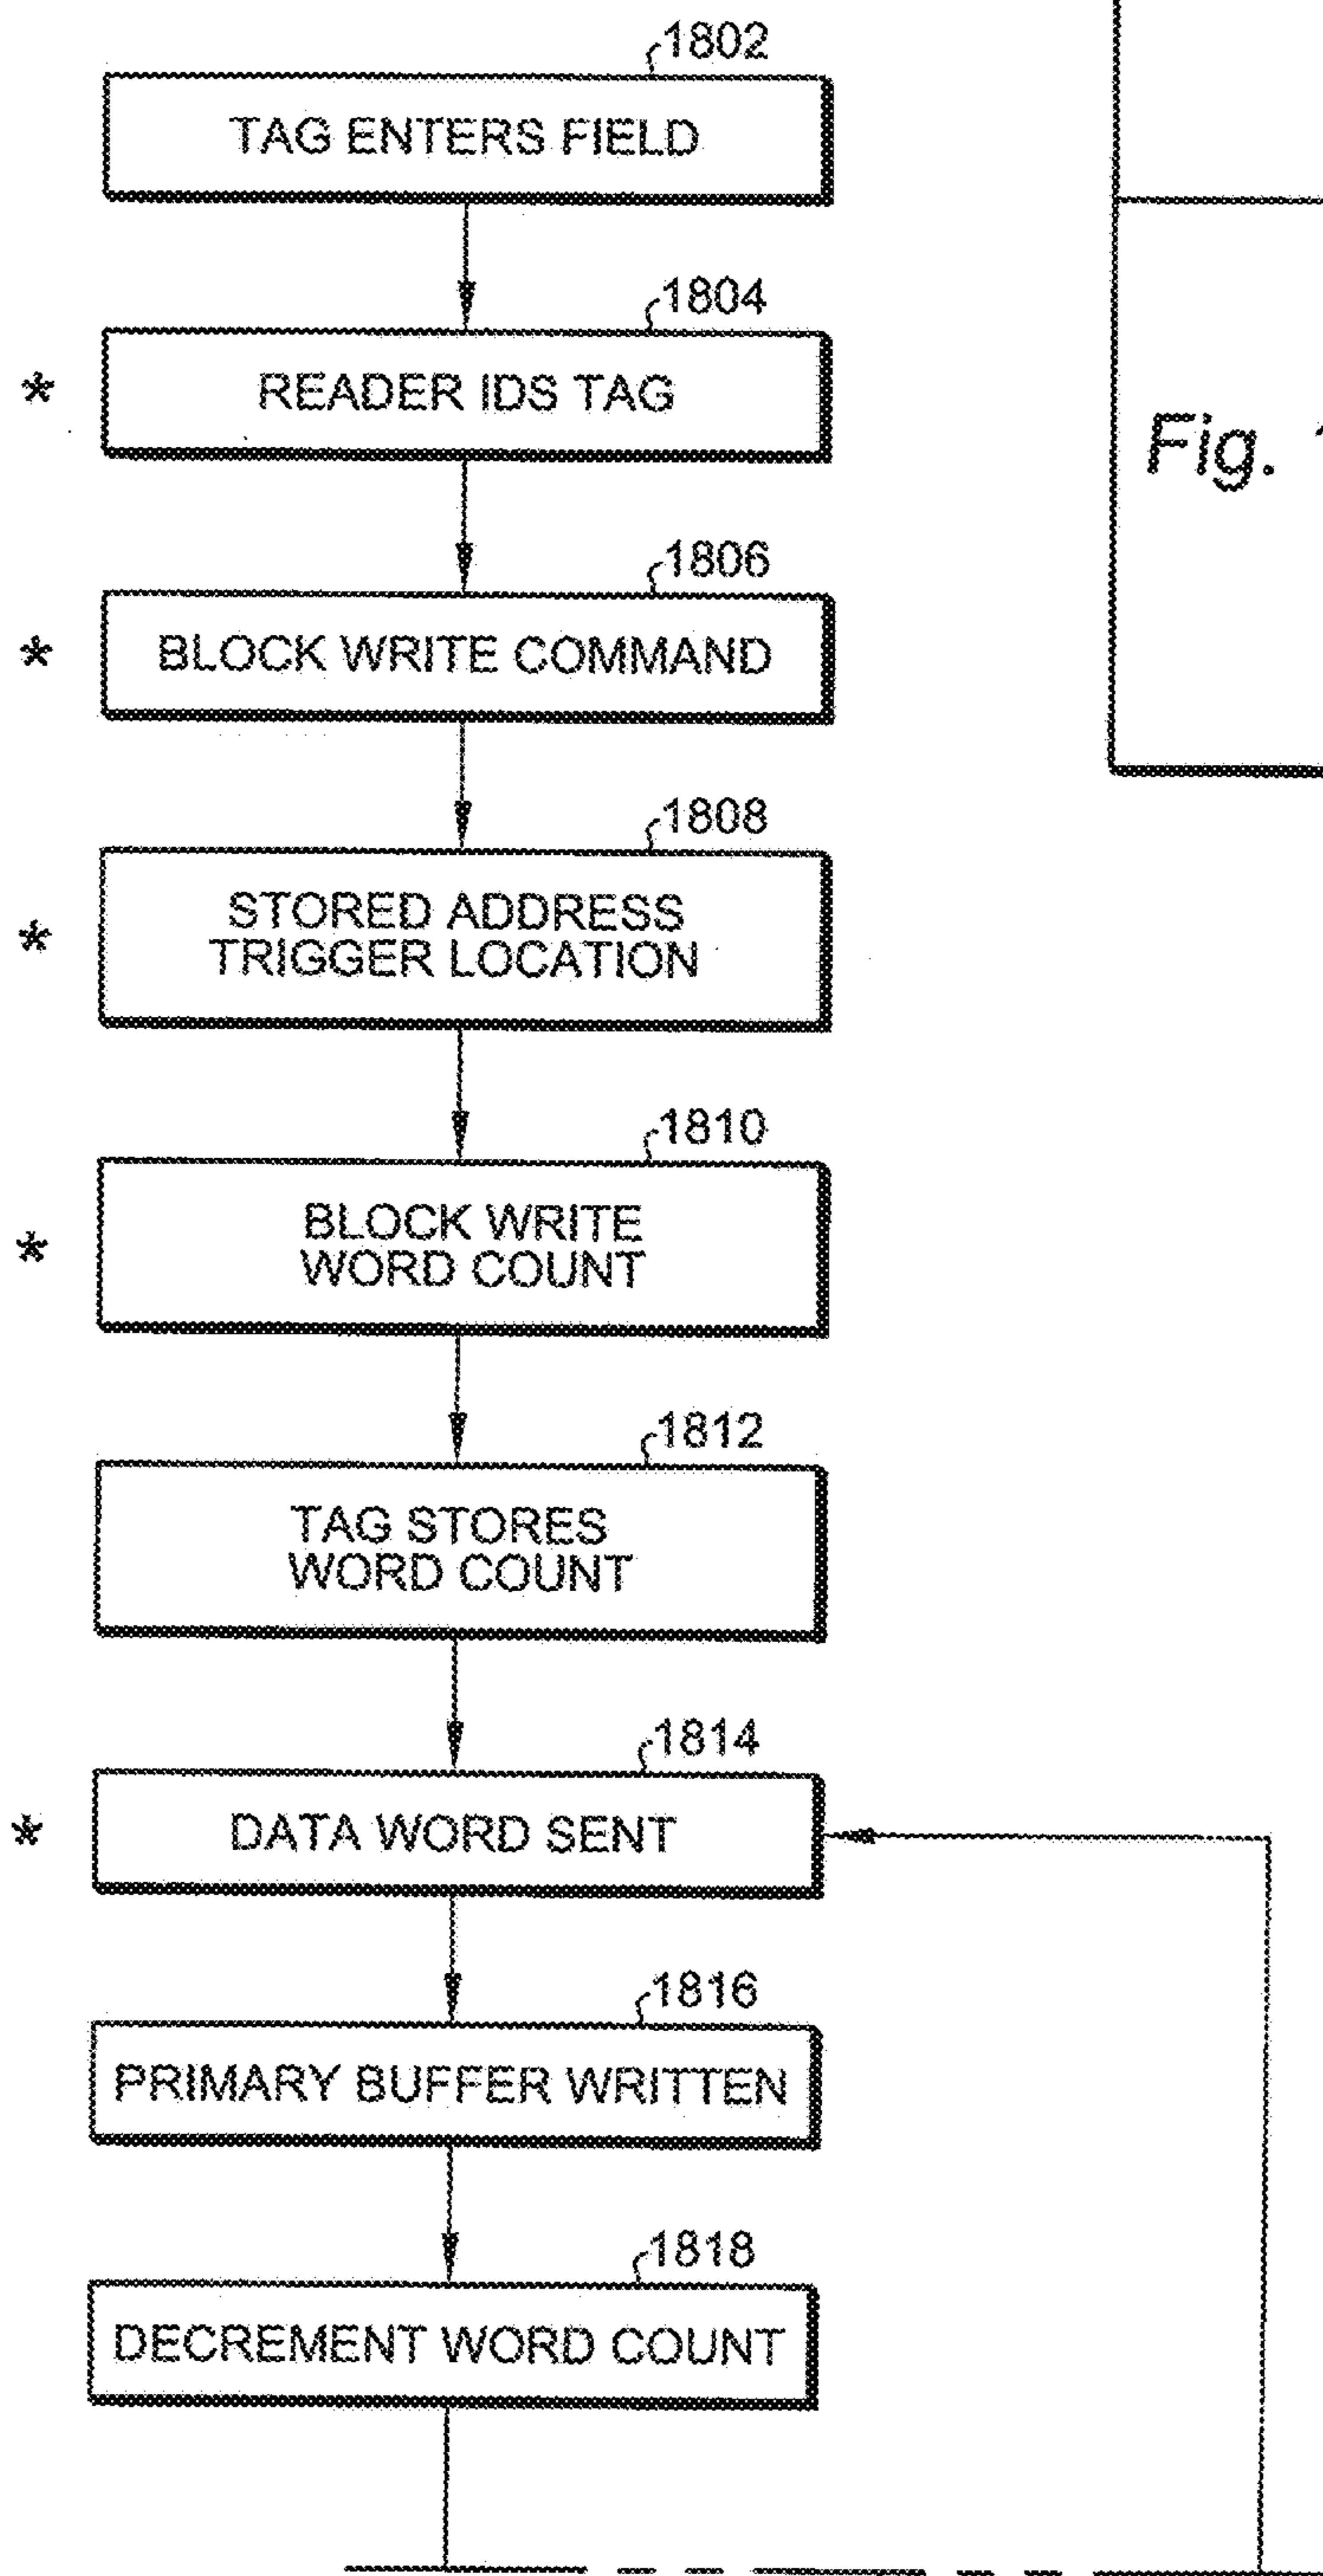 1802
TAG ENTERS FIELD
1804
* READER IDS TAG
Fig.
1806
* BLOCK WRITE COMMAND
1808
* STORED ADDRESS
TRIGGER LOCATION
1810
* BLOCK WRITE
WORD COUNT
1812
TAG STORES
WORD COUNT
1814
* DATA WORD SENT
1816
PRIMARY BUFFER WRITTEN
1818
DECREMENT WORD COUNT